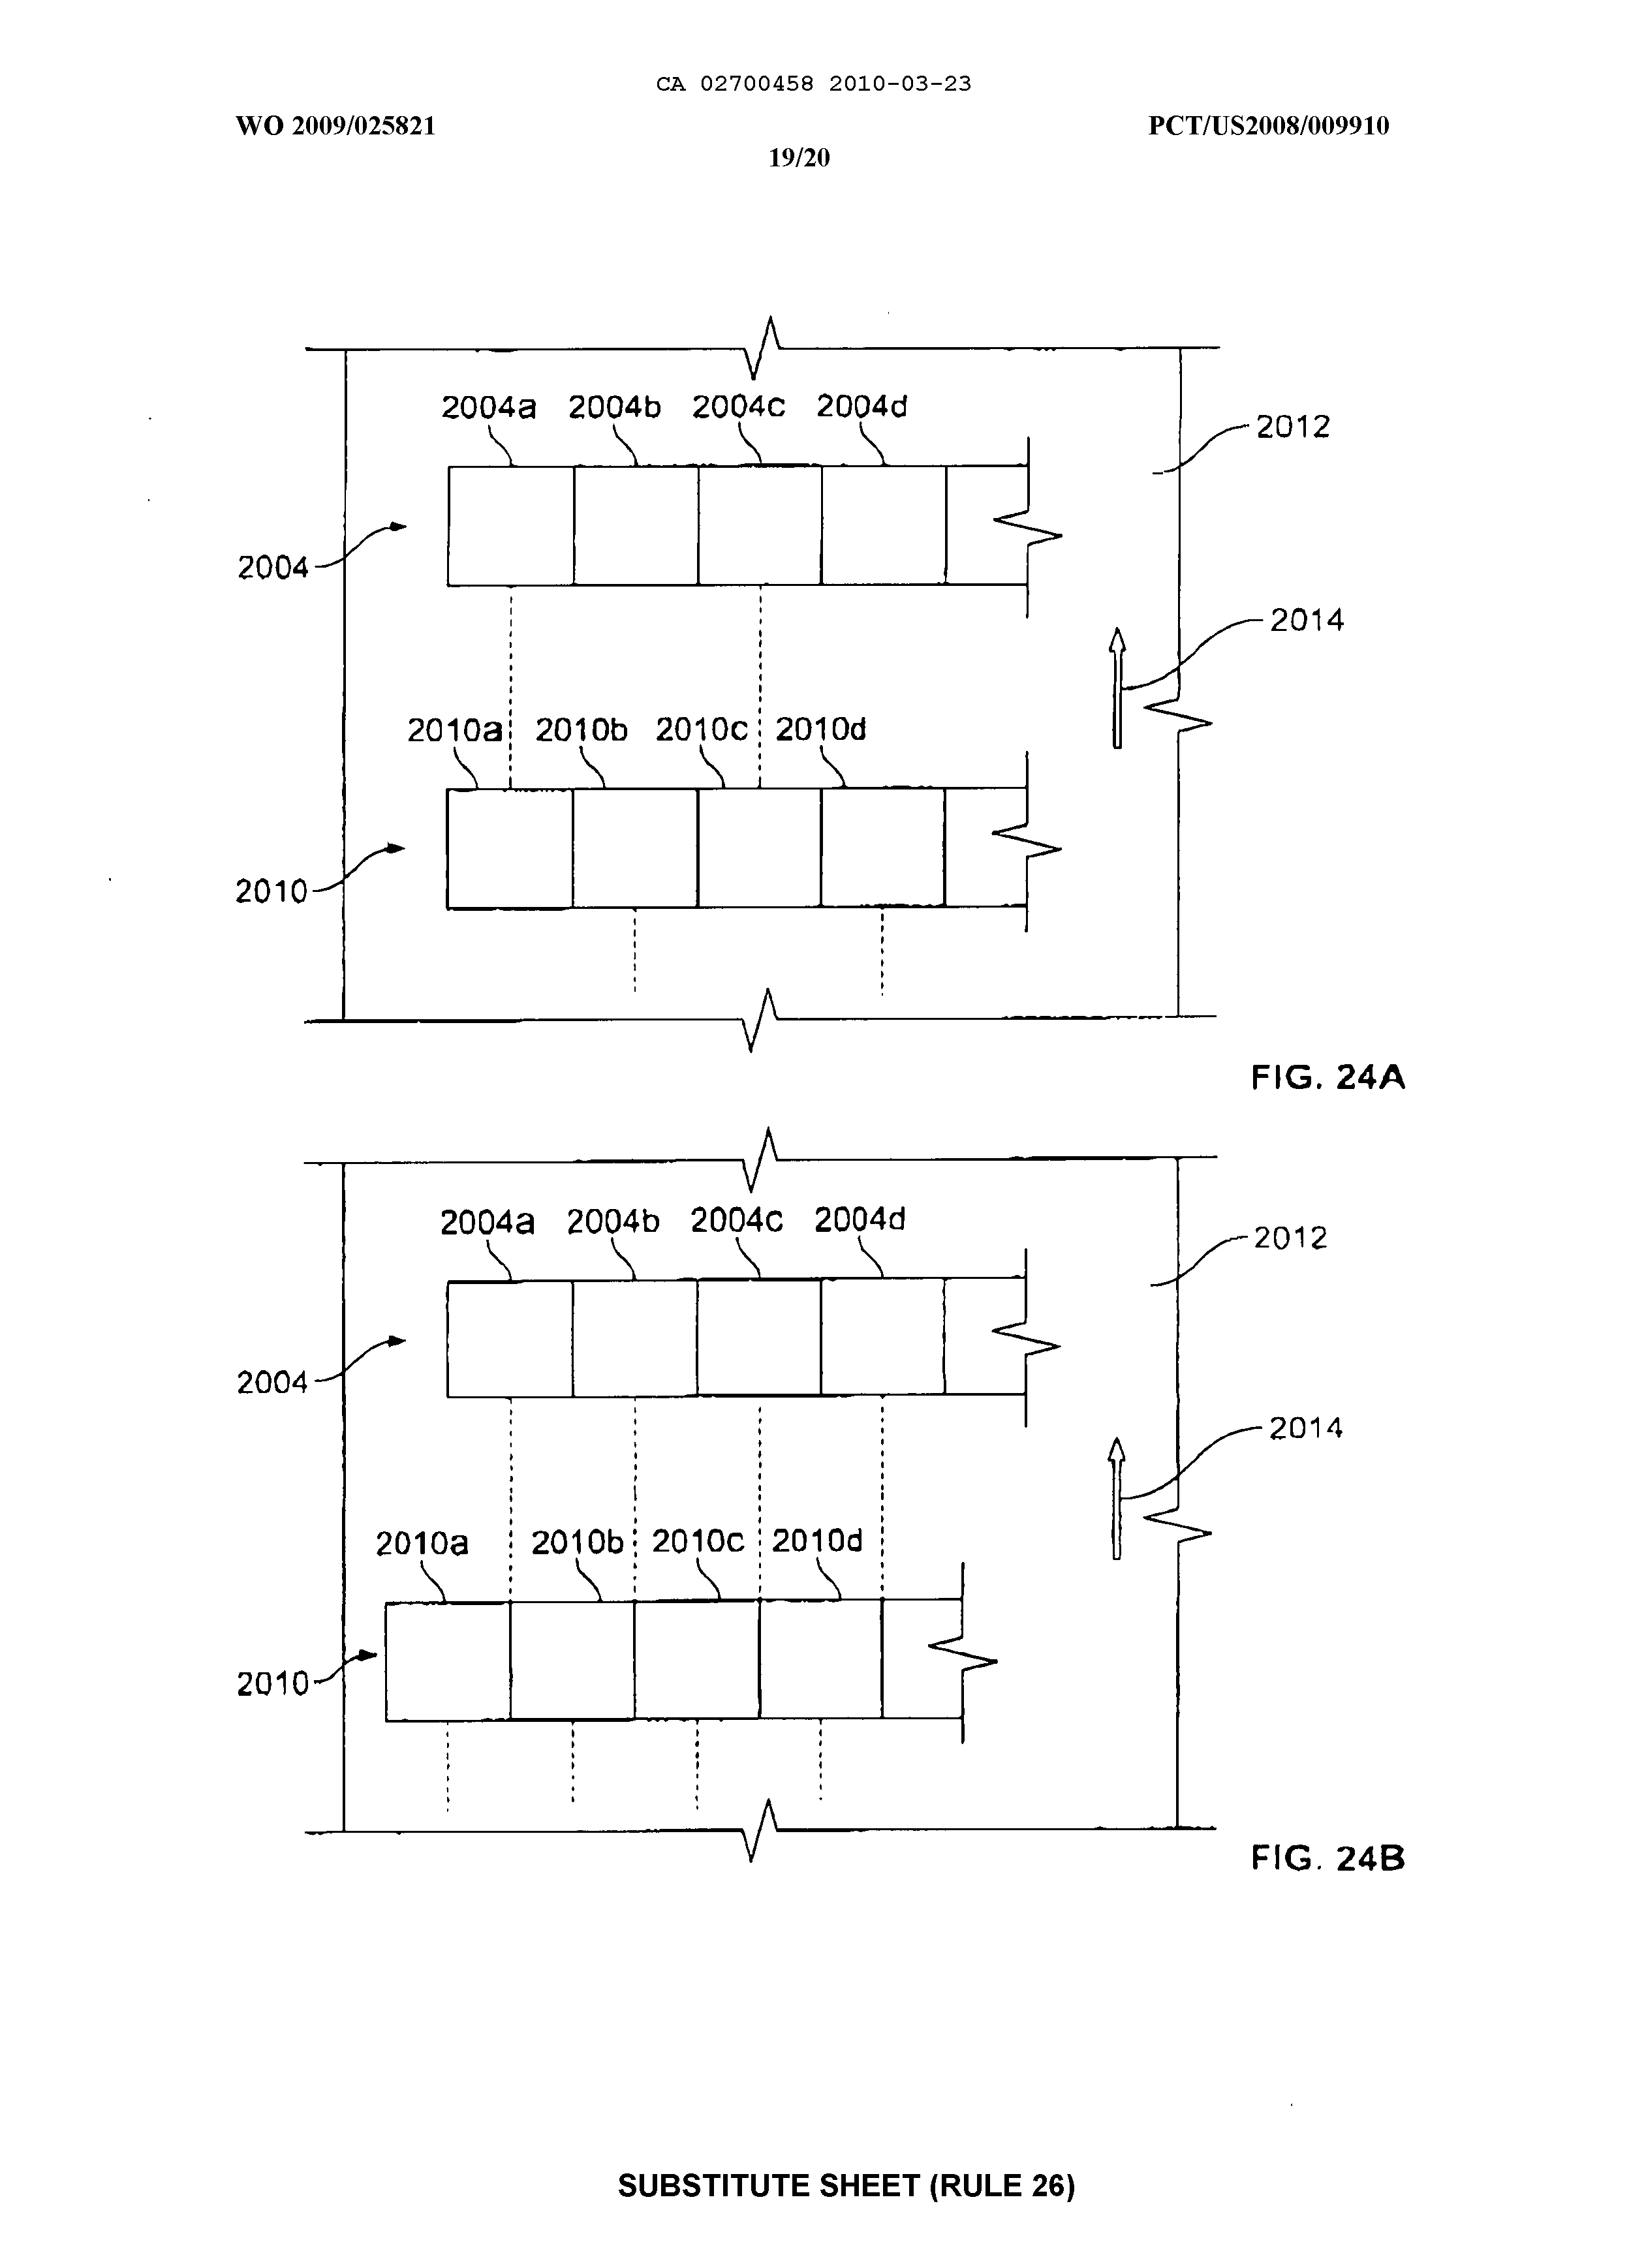 CA 02700458 2010-03-23
WO 2009/025821
PCT/US2008/009910
19/20
2004a 2004b 2004c 2004d
2012
2004
2014
2010a 2010b 2010c 2010d
2010
FIG. 24A
2004a 2004b 2004c 2004d
2012
2004
2014
2010a 2010b 2010c 2010d
2010
FIG. 24B
SUBSTITUTE SHEET (RULE 26)